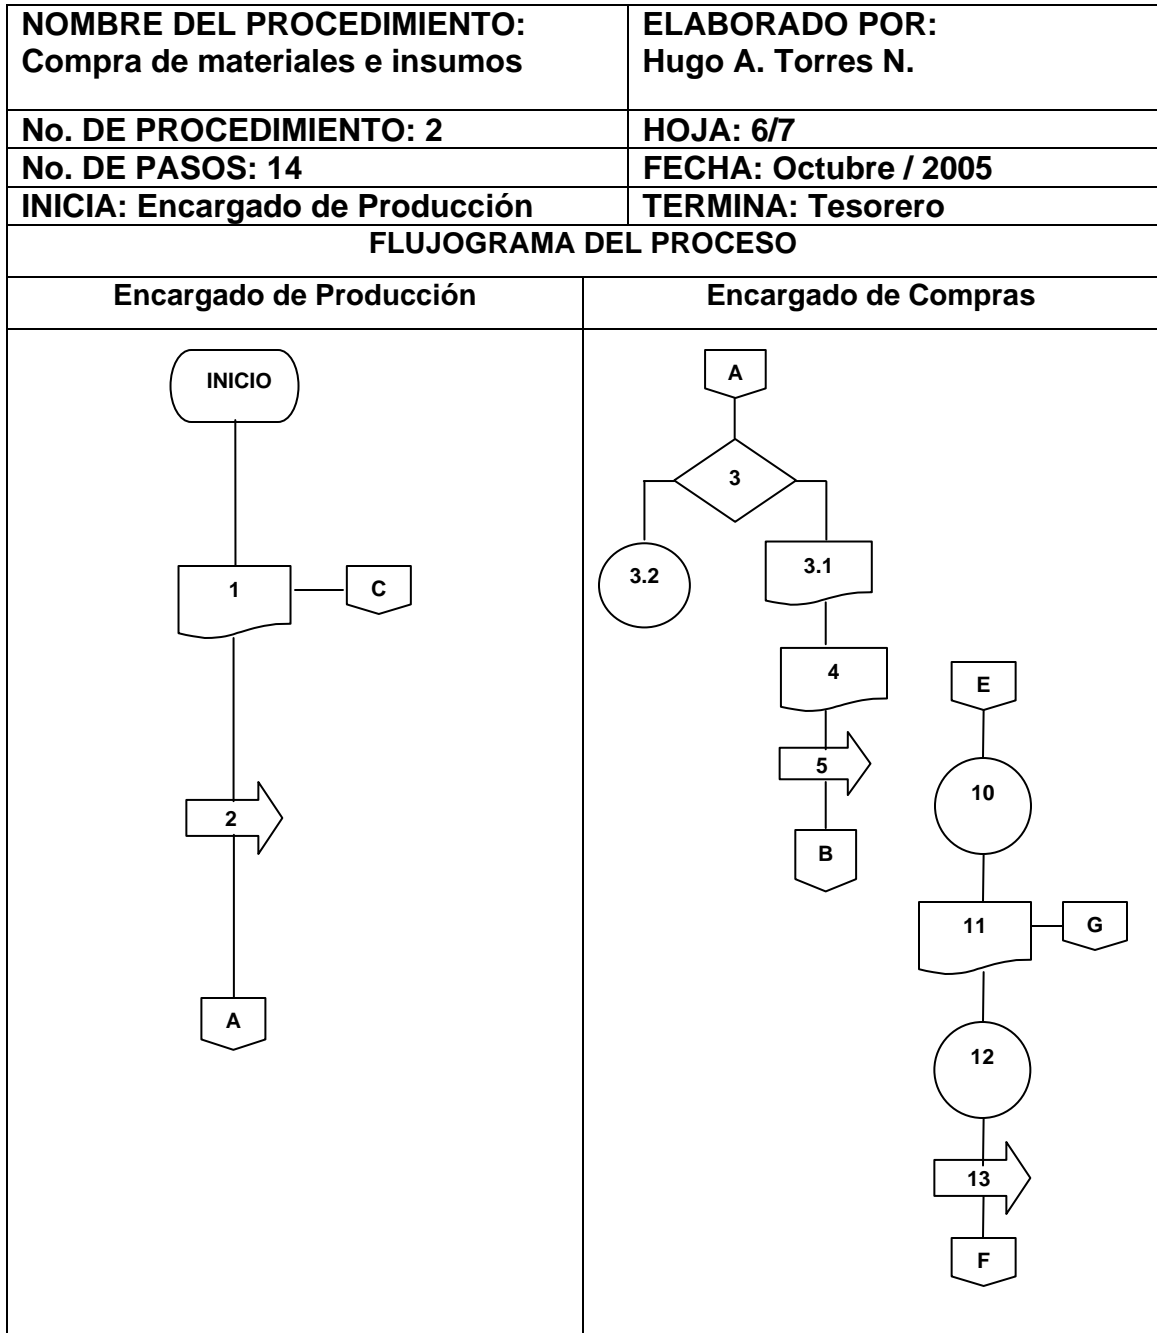 NOMBRE DEL PROCEDIMIENTO:
Compra de materiales e insumos
ELABORADO POR:
Hugo A. Torres N.
No. DE PROCEDIMIENTO: 2
HOJA: 6/7
No. DE PASOS: 14
FECHA: Octubre / 2005
INICIA: Encargado de Producción
TERMINA: Tesorero
FLUJOGRAMA DEL PROCESO
Encargado de Producción
Encargado de Compras
INICIO
1
C
2
A
A
3
3.2
3.1
4
5
B
E
10
11
G
12
13
F